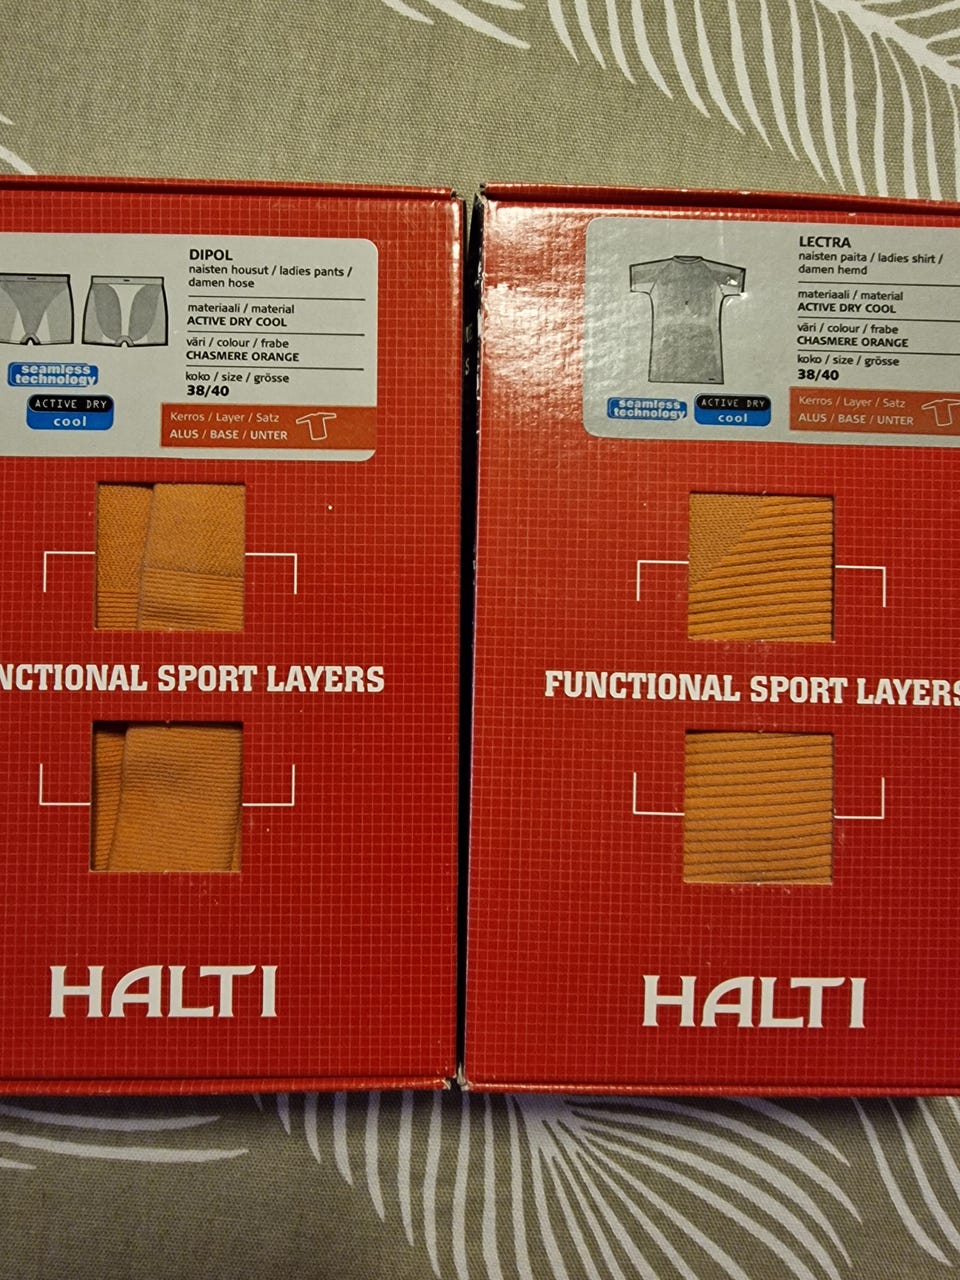 DIPOL
naisten housut / ladies pants /
damen hose
materiaali / material
ACTIVE DRY COOL
väri / colour / frabe
CHASMERE ORANGE
koko / size / grösse
38/40
seamless
technology
ACTIVE DRY
cool
Kerros / Layer / Satz
ALUS / BASE / UNTER
NCTIONAL SPORT LAYERS
HALTI
LECTRA
naisten paita / ladies shirt /
damen hemd
materiaali / material
ACTIVE DRY COOL
väri / colour / frabe
CHASMERE ORANGE
koko / size / grösse
38/40
seamless
technology
ACTIVE DRY
cool
Kerros / Layer / Satz
ALUS / BASE / UNTER
FUNCTIONAL SPORT LAYERS
HALTI